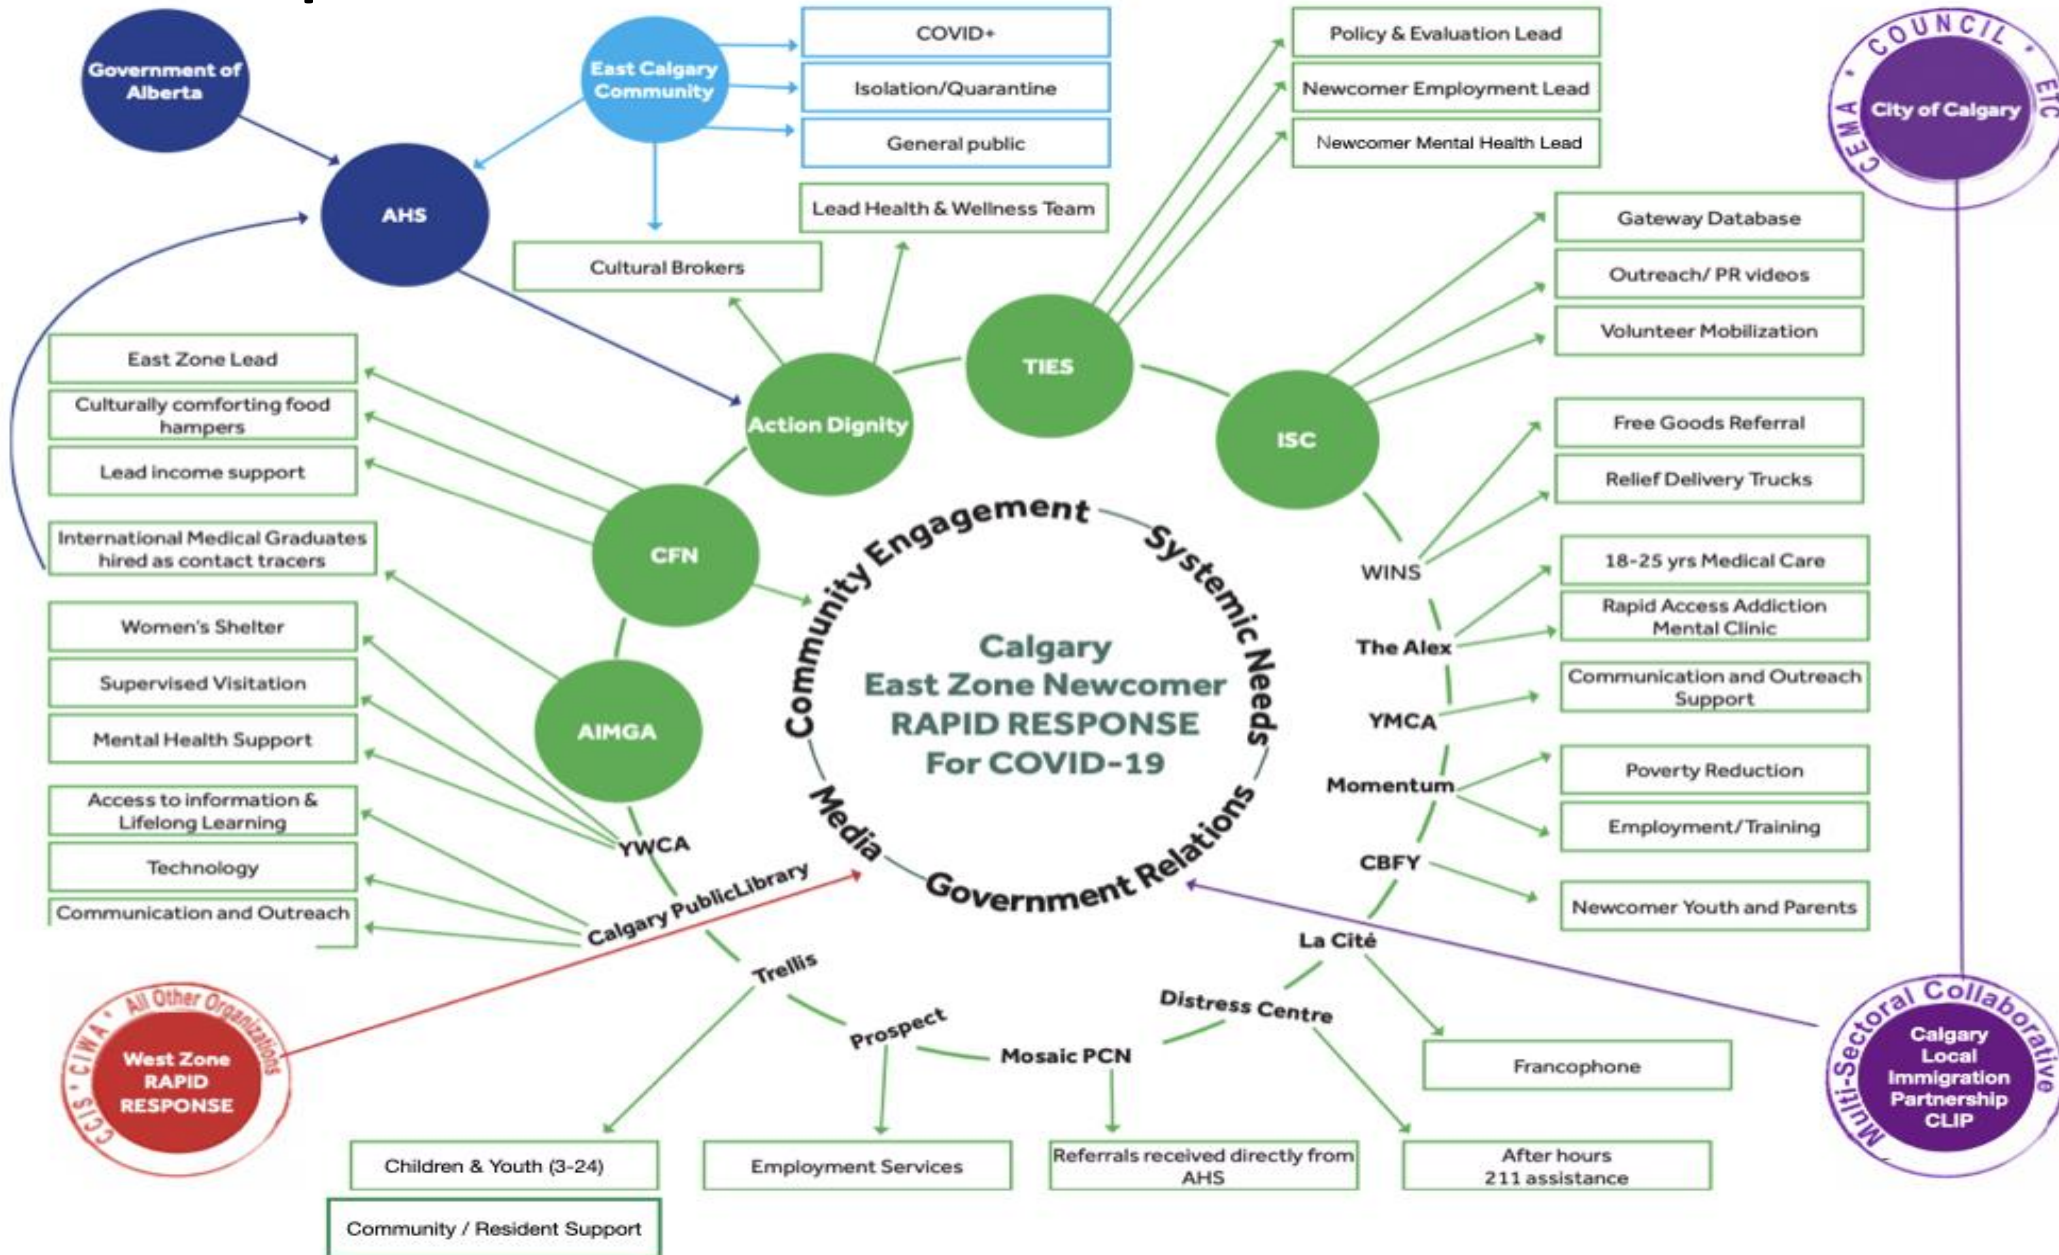 Government of
Alberta
East Calgary
Community
COVID+
Isolation/Quarantine
General public
Policy & Evaluation Lead
Newcomer Employment Lead
Newcomer Mental Health Lead
CEMA * COUNCIL * ETC
City of Calgary
AHS
Lead Health & Wellness Team
Cultural Brokers
Gateway Database
Outreach/ PR videos
Volunteer Mobilization
East Zone Lead
Culturally comforting food
hampers
Lead income support
Action Dignity
TIES
ISC
Free Goods Referral
Relief Delivery Trucks
International Medical Graduates
hired as contact tracers
CFN
WINS
18-25 yrs Medical Care
Rapid Access Addiction
Mental Clinic
The Alex
Women's Shelter
Supervised Visitation
Mental Health Support
AIMGA
Community Engagement
Systemic Needs
Government Relations
Media
Calgary
East Zone Newcomer
RAPID RESPONSE
For COVID-19
Communication and Outreach
Support
YMCA
Momentum
Poverty Reduction
Employment/Training
Access to information &
Lifelong Learning
Technology
Communication and Outreach
YWCA
Calgary PublicLibrary
CBFY
Newcomer Youth and Parents
La Cité
Trellis
Prospect
Mosaic PCN
Distress Centre
Francophone
CCIS * CIWA * All Other Organizations
West Zone
RAPID
RESPONSE
Multi-Sectoral Collaborative
Calgary
Local
Immigration
Partnership
CLIP
Children & Youth (3-24)
Employment Services
Referrals received directly from
AHS
After hours
211 assistance
Community / Resident Support